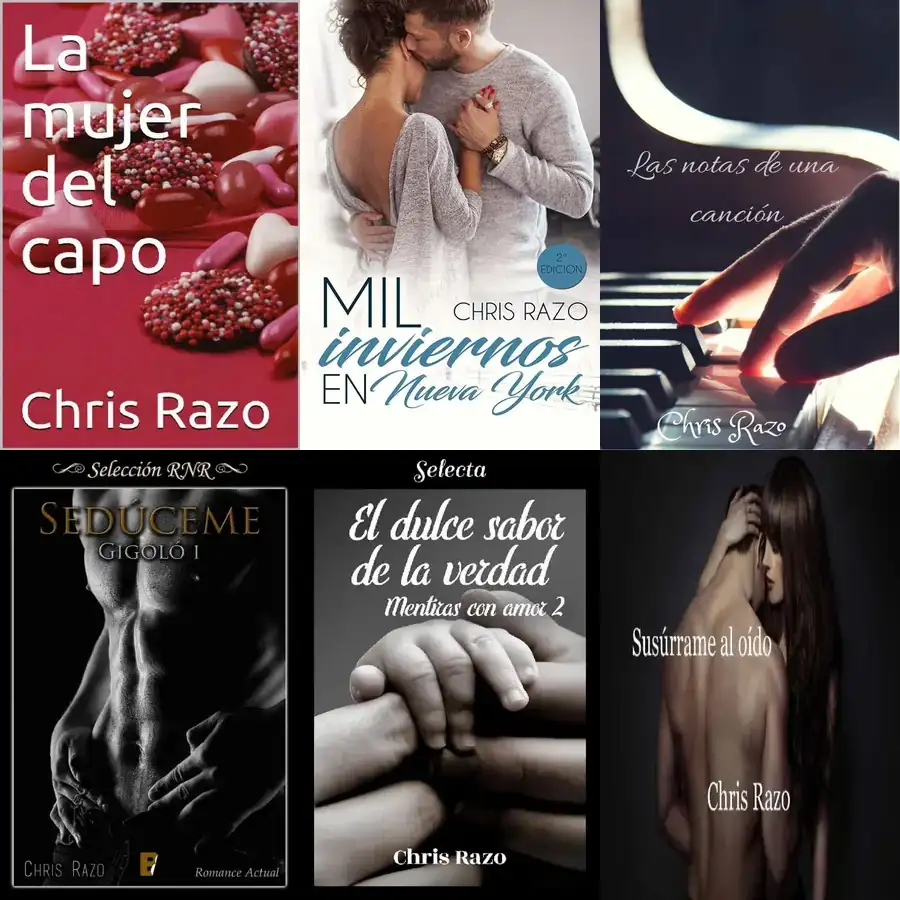 La
mujer
del
capo
Chris Razo
2ª
EDICIÓN
MIL
CHRIS RAZO
inviernos
EN Nueva York
Las notas de una
canción
Chris Razo
Selección RNR
SEDÚCEME
GIGOLÓ I
CHRIS RAZO
B
Romance Actual
Selecta
El dulce sabor
de la verdad
Mentiras con amor 2
Chris Razo
Susúrrame al oído
Chris Razo